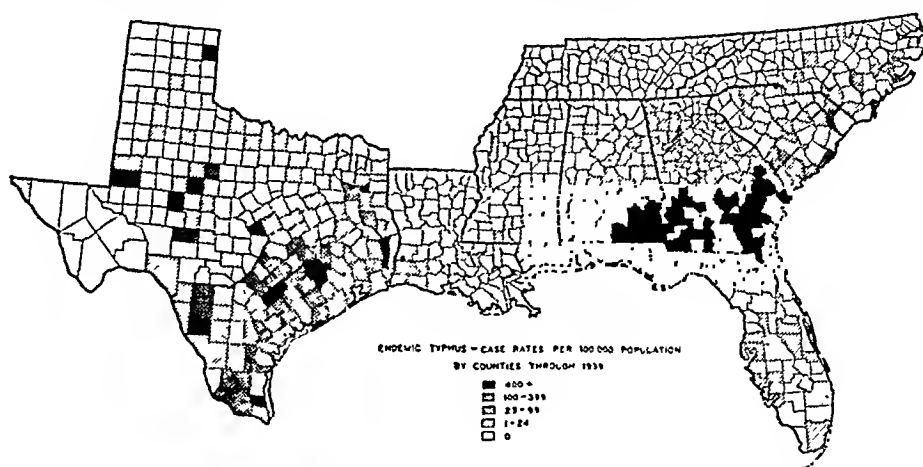 ENDEMIC TYPHUS - CASE RATES PER 100 000 POPULATION
BY COUNTIES THROUGH 1939
400 +
100-399
25-99
1-24
0